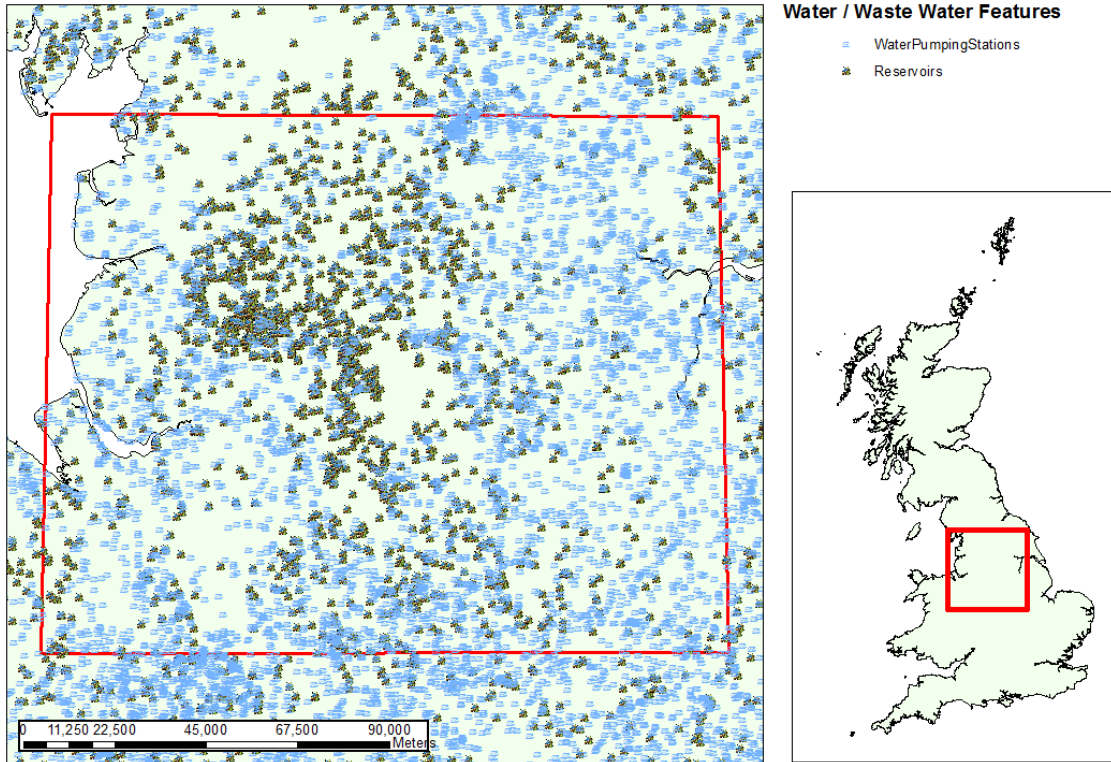 Water / Waste Water Features
WaterPumpingStations
Reservoirs
0 11,250 22,500 45,000 67,500 90,000
Meters